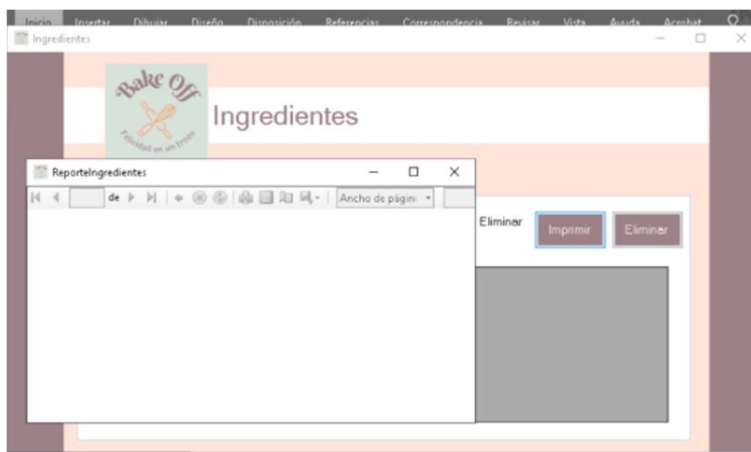 Inicio Insertar Dibujar Diseño Disposición Referencias Correspondencia Revisar Vista Ayuda Acrobat
Ingredientes
Bake Off
Felicidad en un trozo
Ingredientes
ReporteIngredientes
de
Ancho de págin
Eliminar
Imprimir
Eliminar